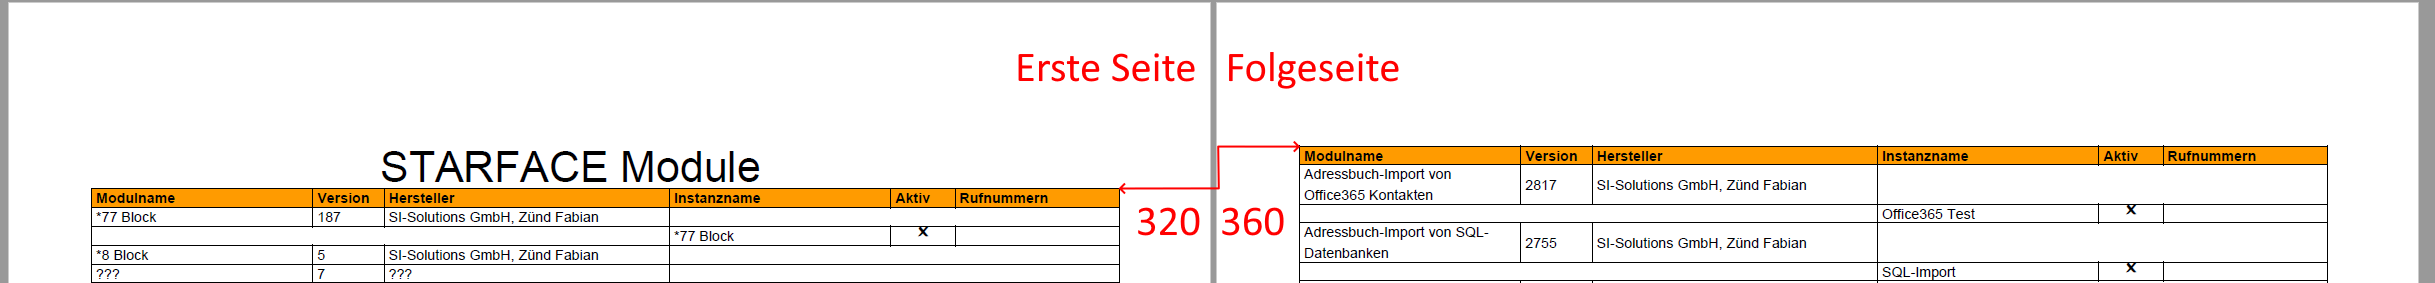 Erste Seite
STARFACE Module
Modulname Version Hersteller Instanzname Aktiv Rufnummern
*77 Block 187 SI-Solutions GmbH, Zünd Fabian
*77 Block x
*8 Block 5 SI-Solutions GmbH, Zünd Fabian
??? 7 ???
320
Folgeseite
Modulname Version Hersteller Instanzname Aktiv Rufnummern
Adressbuch-Import von
Office365 Kontakten 2817 SI-Solutions GmbH, Zünd Fabian
Office365 Test x
Adressbuch-Import von SQL-
Datenbanken 2755 SI-Solutions GmbH, Zünd Fabian
SQL-Import x
360